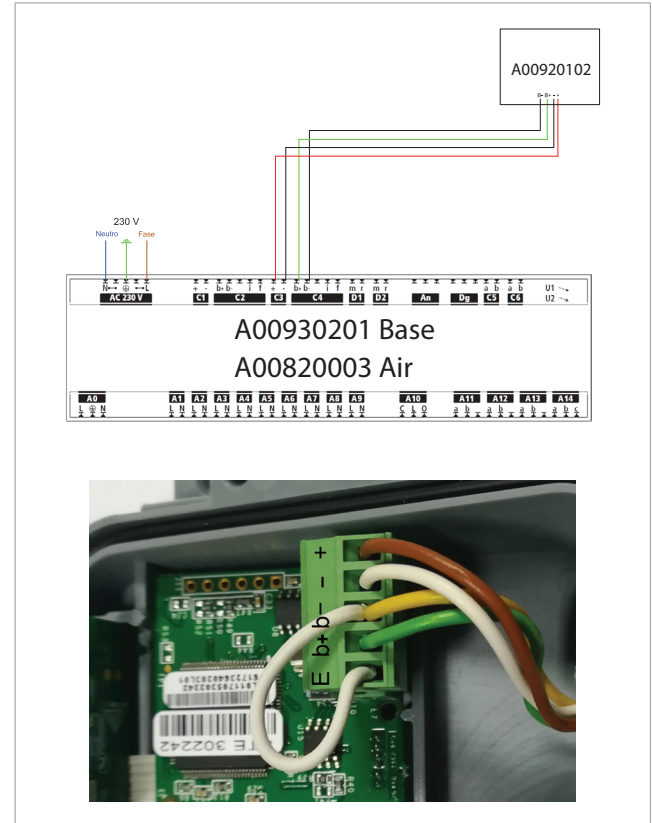 A00920102
B- B+ - +
230 V
Neutro Fase
N L
AC 230 V C1 C2 C3 C4 D1 D2 An Dg C5 C6
+ - b+ b- i f + - b+ b- i f m r m r a b a b U1
U2
A00930201 Base
A00820003 Air
A0 A1 A2 A3 A4 A5 A6 A7 A8 A9 A10 A11 A12 A13 A14
L N L N L N L N L N L N L N L N L N L N C L O a b a b a b a b c
+
-
b-
b+
E
TE 302242